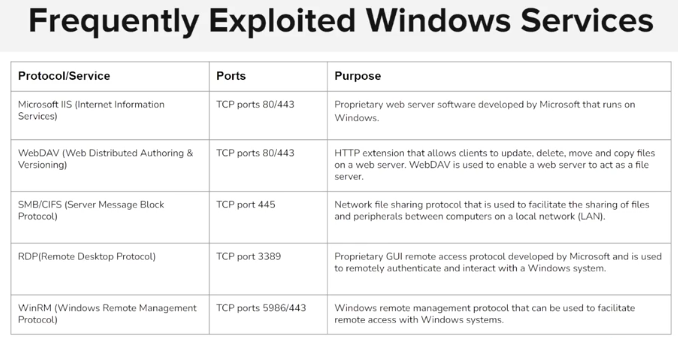 Frequently Exploited Windows Services
Protocol/Service Ports Purpose
Microsoft IIS (Internet Information
Services)
TCP ports 80/443
Proprietary web server software developed by Microsoft that runs on
Windows.
WebDAV (Web Distributed Authoring &
Versioning)
TCP ports 80/443
HTTP extension that allows clients to update, delete, move and copy files
on a web server. WebDAV is used to enable a web server to act as a file
server.
SMB/CIFS (Server Message Block
Protocol)
TCP port 445
Network file sharing protocol that is used to facilitate the sharing of files
and peripherals between computers on a local network (LAN).
RDP(Remote Desktop Protocol)
TCP port 3389
Proprietary GUI remote access protocol developed by Microsoft and is used
to remotely authenticate and interact with a Windows system.
WinRM (Windows Remote Management
Protocol)
TCP ports 5986/443
Windows remote management protocol that can be used to facilitate
remote access with Windows systems.